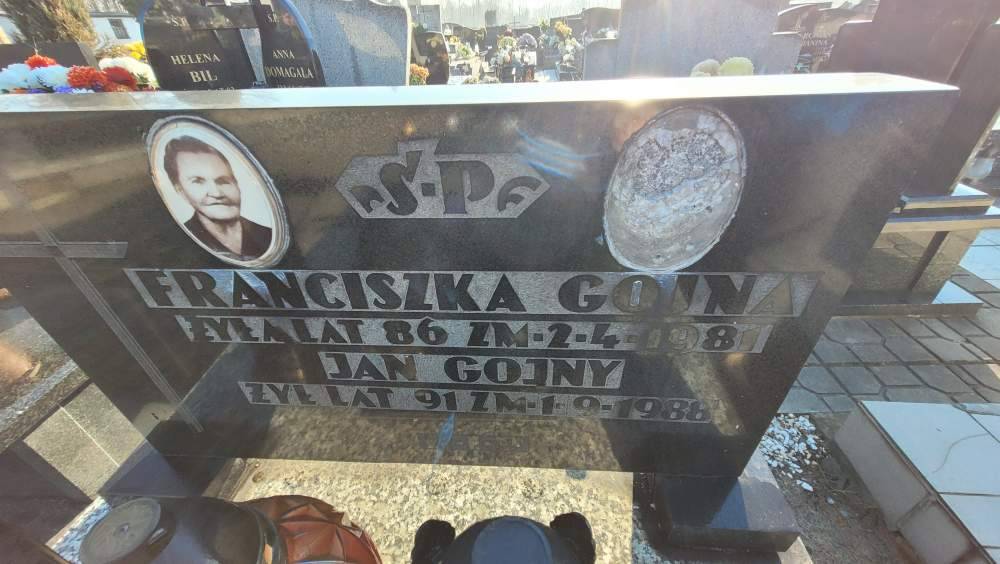 HELENA
BIL
Ś.P.
ANNA
DOMAGAŁA
Ś.P.
FRANCISZKA GOJNA
ŻYŁA LAT 86 ZM.2.4.1981
JAN GOJNY
ŻYŁ LAT 91 ZM.1.9.1988